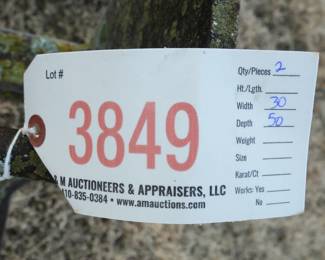 Lot #
3849
M AUCTIONEERS & APPRAISERS, LLC
10-835-0384 • www.amauctions.com
Qty/Pieces 2
Ht./Lgth.
Width 30
Depth 50
Weight
Size
Karat/Ct
Works: Yes
No